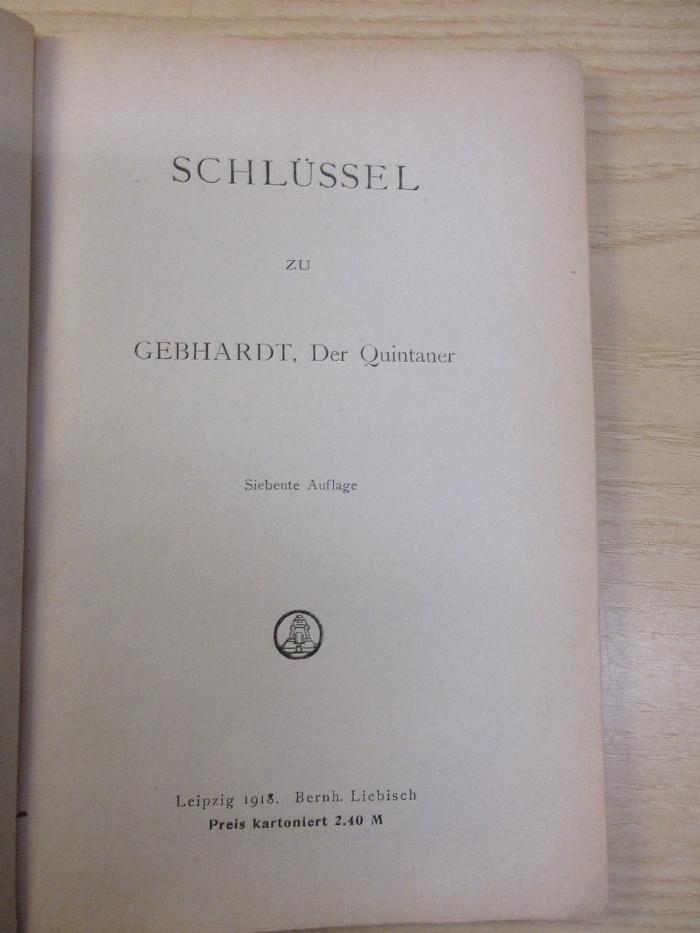 SCHLÜSSEL
ZU
GEBHARDT, Der Quintaner
Siebente Auflage
Leipzig 1918. Bernh. Liebisch
Preis kartoniert 2.40 M